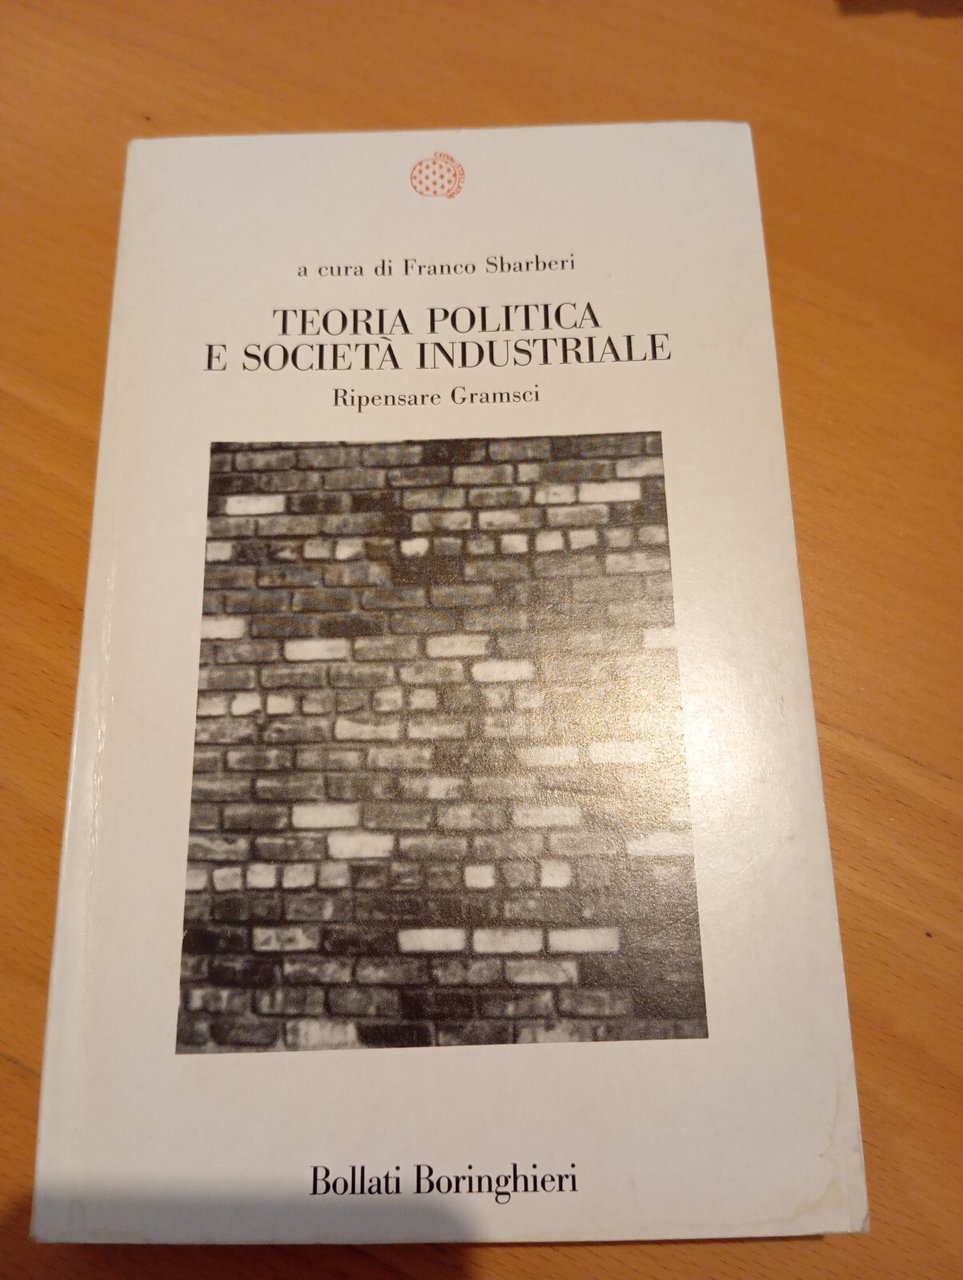 a cura di Franco Sbarberi
TEORIA POLITICA
E SOCIETÀ INDUSTRIALE
Ripensare Gramsci
Bollati Boringhieri